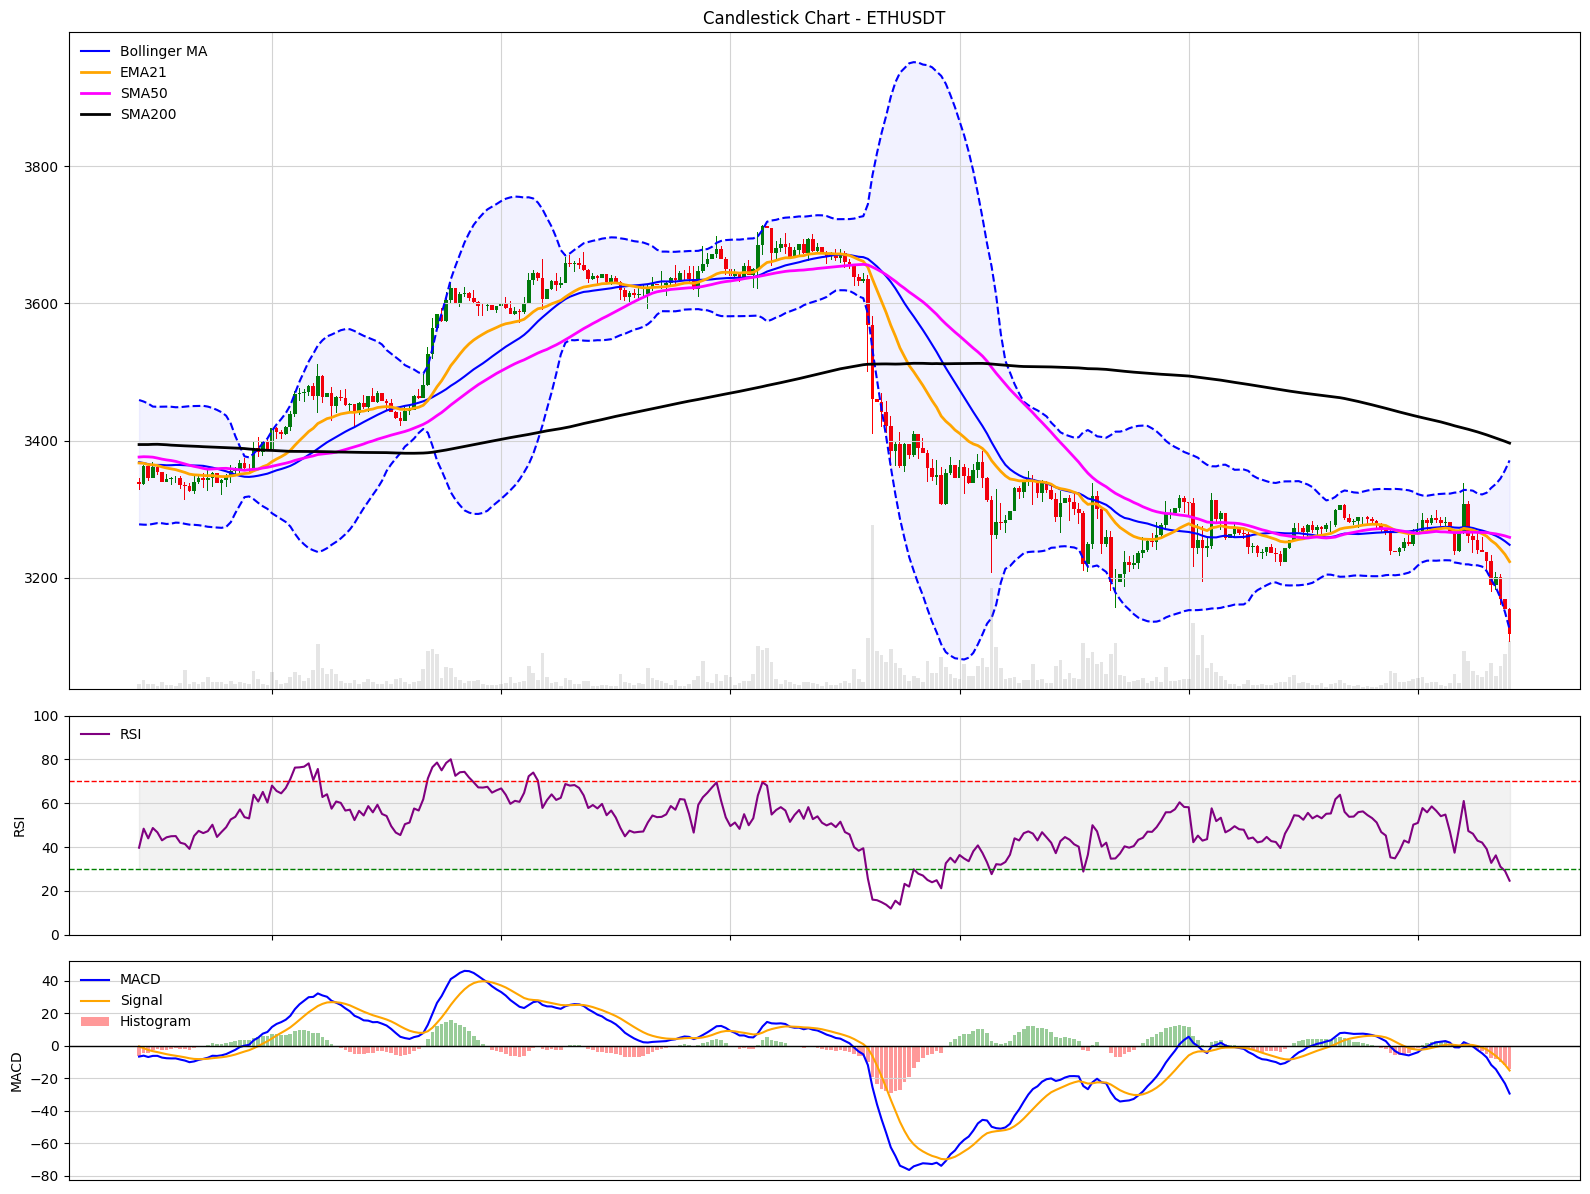 Candlestick Chart - ETHUSDT
Bollinger MA
EMA21
SMA50
SMA200
3800
3600
3400
3200
100
RSI
80
60
RSI
40
20
0
MACD
40
Signal
20
Histogram
0
MACD
−20
−40
−60
−80